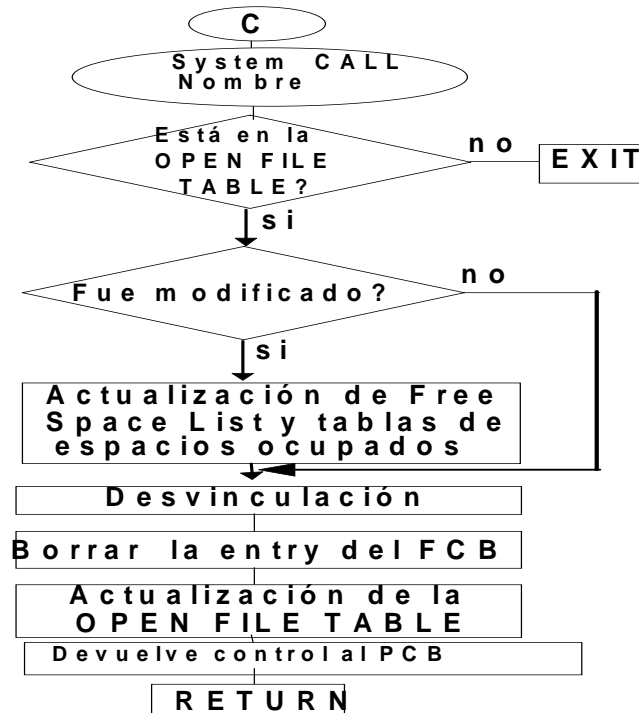 C
System CALL
Nombre
Está en la
OPEN FILE
TABLE?
no
EXIT
si
Fue modificado?
no
si
Actualización de Free
Space List y tablas de
espacios ocupados
Desvinculación
Borrar la entry del FCB
Actualización de la
OPEN FILE TABLE
Devuelve control al PCB
RETURN